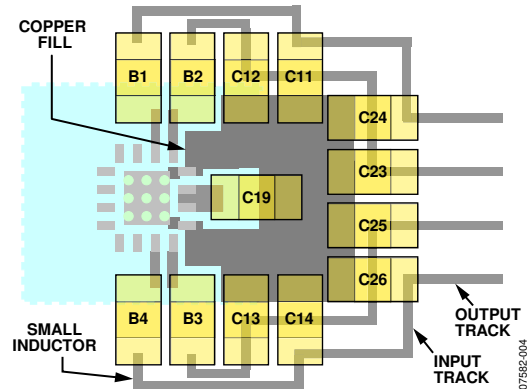 COPPER
FILL
B1
B2
C12
C11
C24
C23
C19
C25
C26
B4
B3
C13
C14
SMALL
INDUCTOR
OUTPUT
TRACK
INPUT
TRACK
07582-004